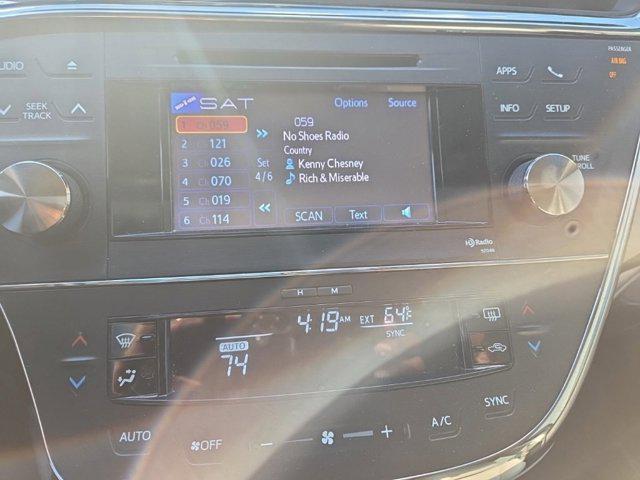 AUDIO
SEEK
TRACK
SAT
Options
Source
1 Ch 059
2 121
3 Ch 026
4 Ch 070
5 Ch 019
6 Ch 114
Set
4/6
059
No Shoes Radio
Country
Kenny Chesney
Rich & Miserable
SCAN
Text
APPS
INFO
SETUP
PASSENGER
AIR BAG
OFF
TUNE
SCROLL
HD Radio
H
M
4:19 AM
EXT 64°F
SYNC
AUTO
74
AUTO
OFF
A/C
SYNC